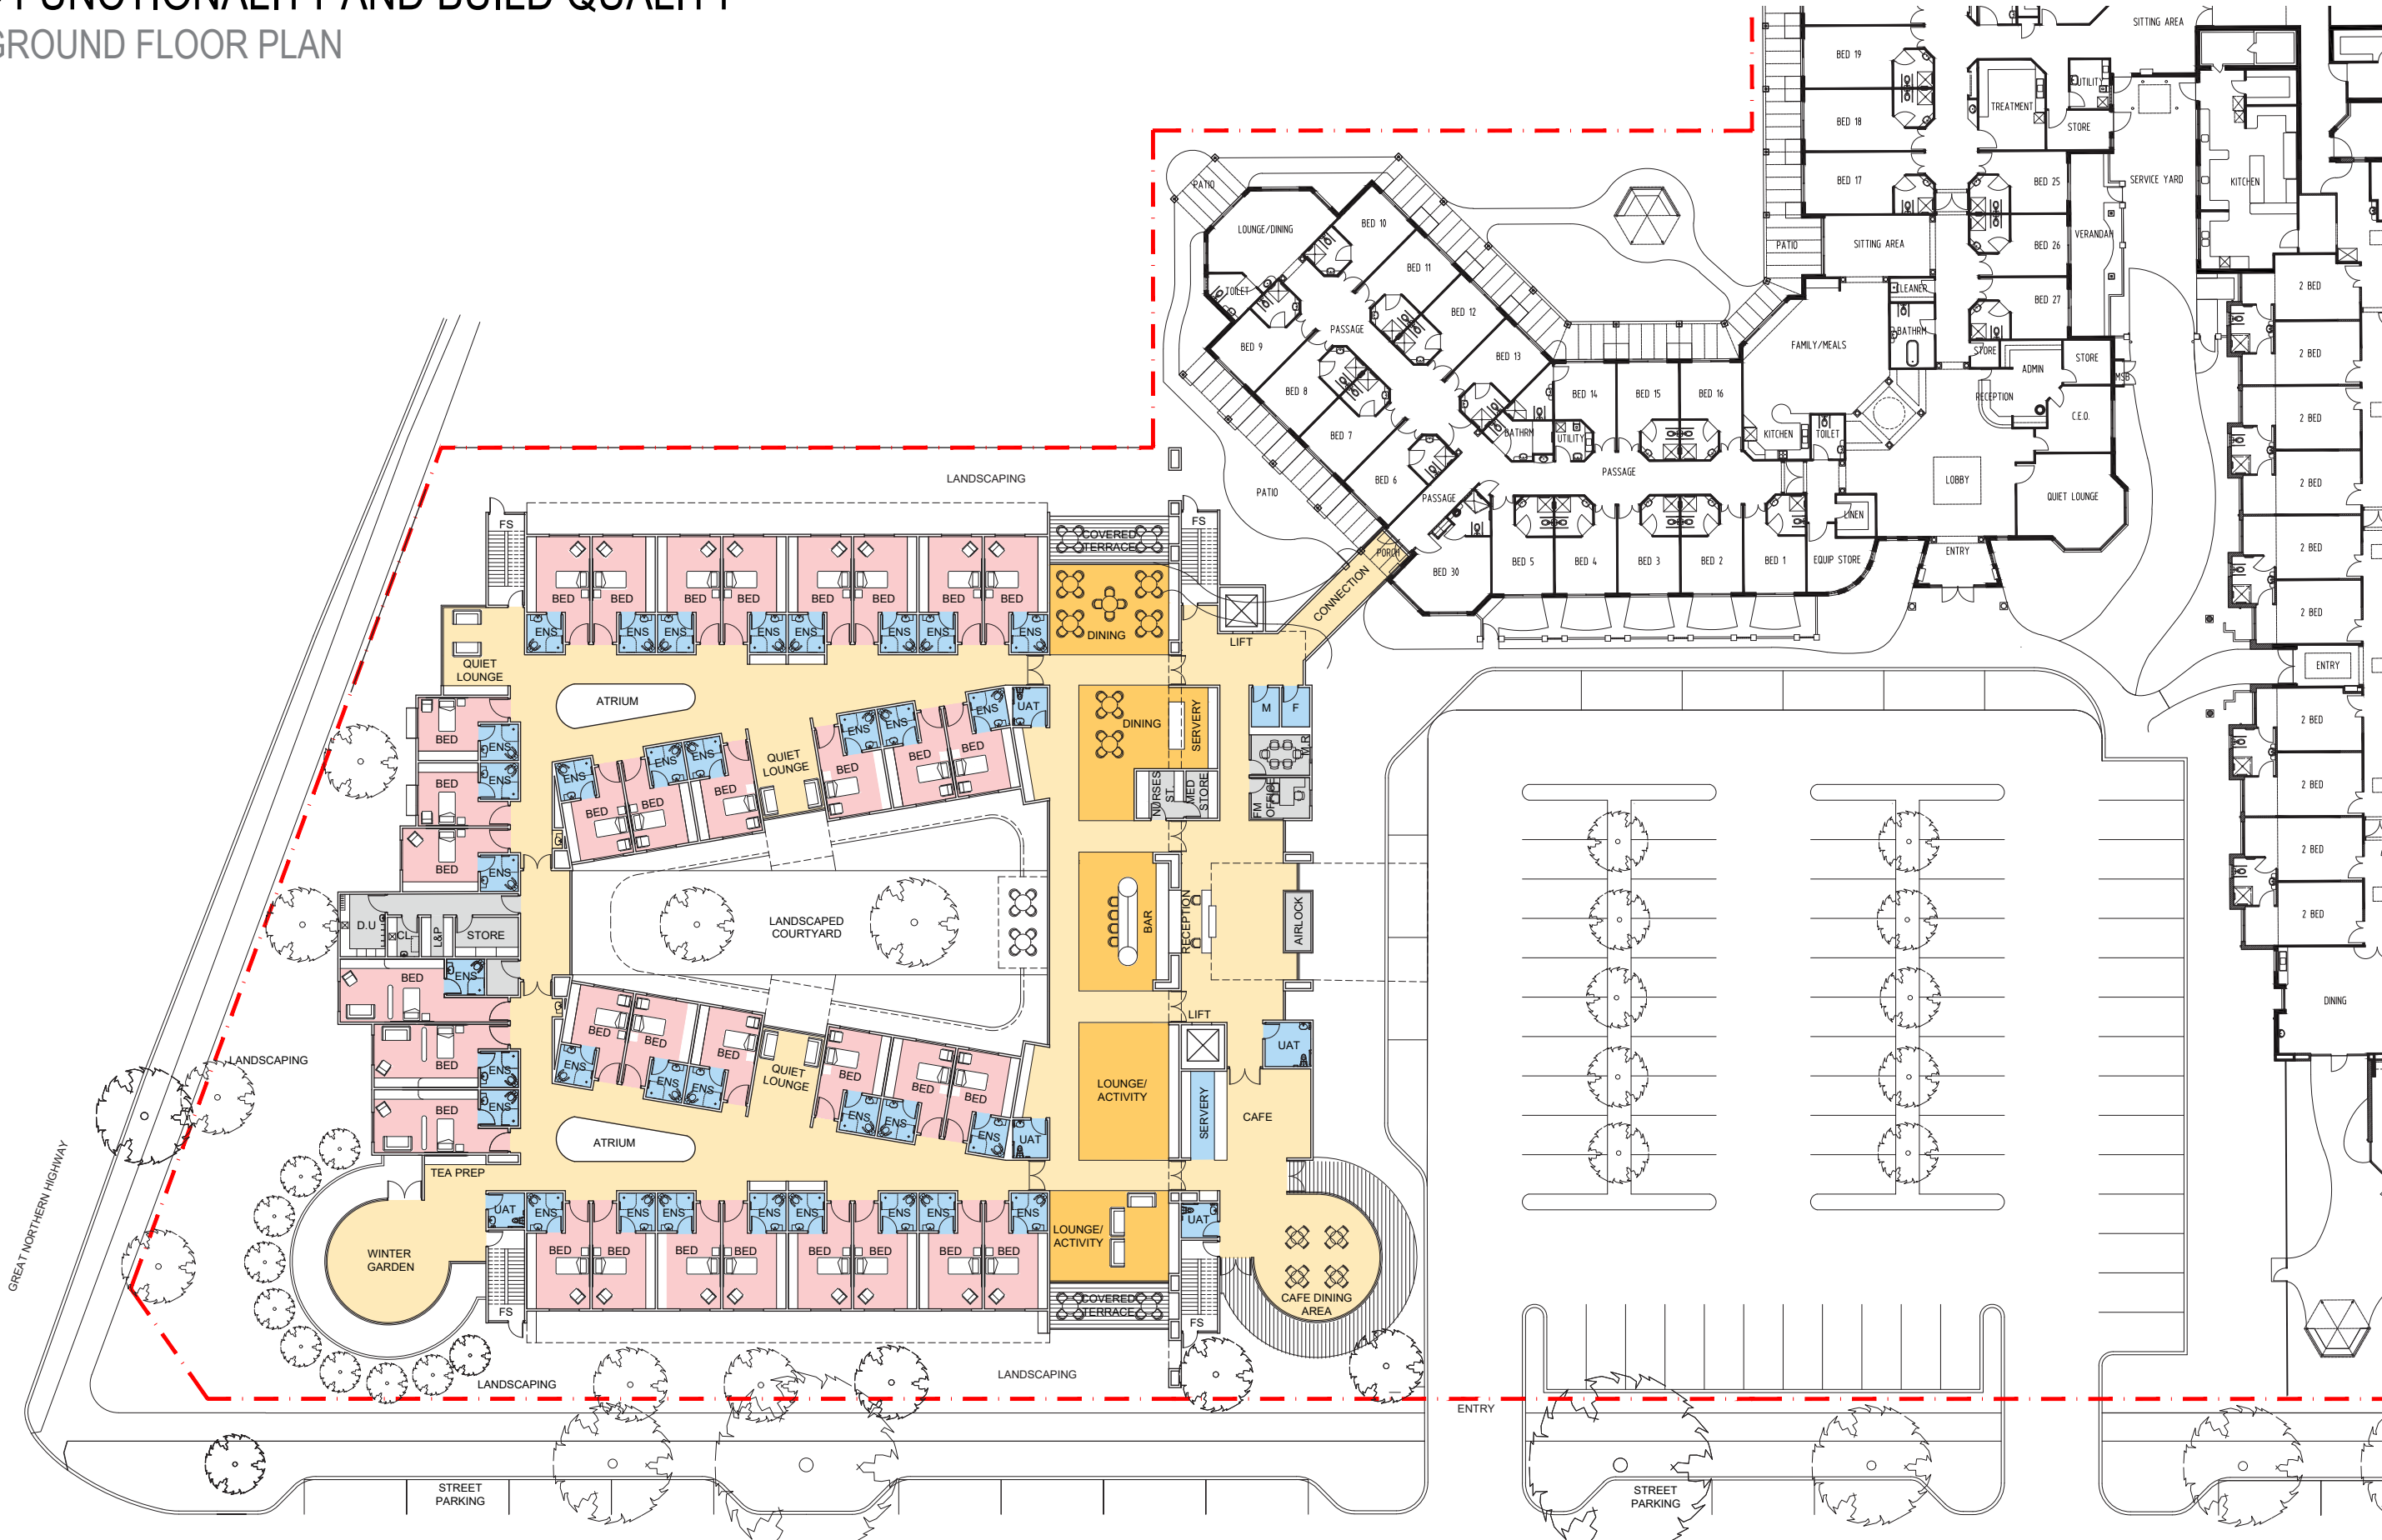 FUNCTIONALITY AND BUILD QUALITY
GROUND FLOOR PLAN
SITTING AREA
BED 19
UTILITY
TREATMENT
BED 18
STORE
BED 17
BED 25
SERVICE YARD
KITCHEN
PATIO
BED 10
LOUNGE/DINING
VERANDAH
PATIO
SITTING AREA
BED 26
BED 11
TOILET
CLEANER
2 BED
BED 27
BED 12
PASSAGE
BATHRM
FAMILY/MEALS
BED 9
BED 13
STORE
STORE
2 BED
ADMIN
MSB
BED 8
BED 14
BED 15
BED 16
RECEPTION
C.E.O.
2 BED
BED 7
BATHRM
UTILITY
KITCHEN
TOILET
PASSAGE
BED 6
LOBBY
2 BED
PATIO
PASSAGE
QUIET LOUNGE
LINEN
LANDSCAPING
FS
FS
COVERED
TERRACE
PORCH
ENTRY
2 BED
BED 30
BED 5
BED 4
BED 3
BED 2
BED 1
EQUIP STORE
CONNECTION
BED
BED
BED
BED
BED
BED
BED
BED
2 BED
ENS
ENS
ENS
ENS
ENS
ENS
ENS
ENS
DINING
LIFT
QUIET
LOUNGE
ENTRY
ATRIUM
ENS
UAT
M
F
DINING
SERVERY
2 BED
BED
ENS
ENS
ENS
BED
BED
BED
M.R
ENS
ENS
ENS
QUIET
LOUNGE
ENS
BED
BED
BED
BED
NURSES
ST.
MED
STORE
FM
OFFICE
2 BED
BED
ENS
2 BED
D.U
CL
L&P
STORE
LANDSCAPED
COURTYARD
BAR
RECEPTION
AIRLOCK
2 BED
BED
ENS
DINING
LIFT
BED
BED
BED
BED
ENS
ENS
ENS
ENS
QUIET
LOUNGE
BED
BED
BED
UAT
LANDSCAPING
BED
ENS
LOUNGE/
ACTIVITY
SERVERY
CAFE
ENS
ENS
ENS
UAT
ATRIUM
TEA PREP
GREAT NORTHERN HIGHWAY
UAT
ENS
ENS
ENS
ENS
ENS
ENS
ENS
ENS
UAT
LOUNGE/
ACTIVITY
WINTER
GARDEN
BED
BED
BED
BED
BED
BED
BED
BED
FS
COVERED
TERRACE
FS
CAFE DINING
AREA
LANDSCAPING
LANDSCAPING
ENTRY
STREET
PARKING
STREET
PARKING